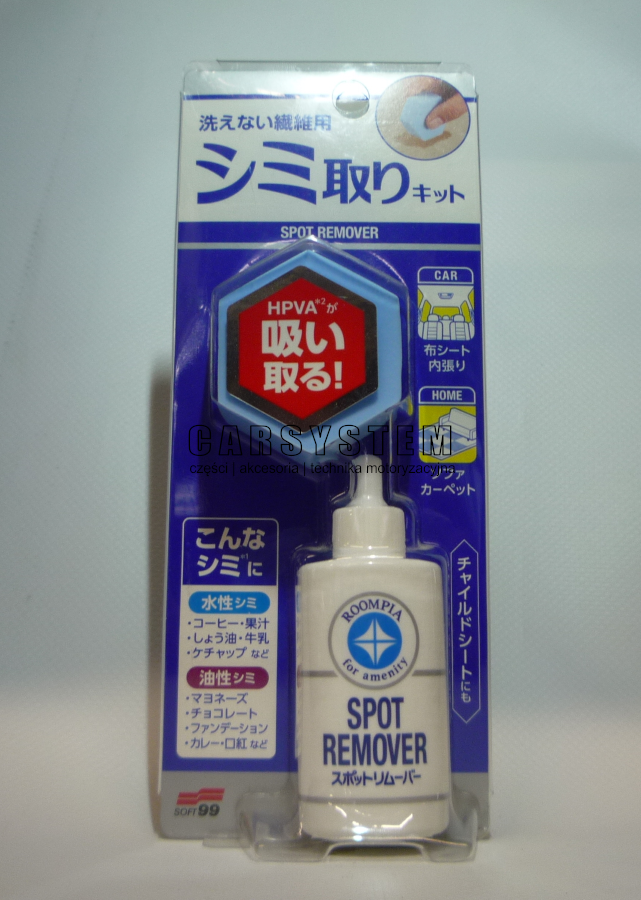 洗えない繊維用
シミ取りキット
SPOT REMOVER
HPVA※2が
吸い
取る!
CAR
布シート
内張り
HOME
ソファ
カーペット
CARSYSTEM
części | akcesoria | technika motoryzacyjna
こんな
シミ※1に
水性シミ
・コーヒー・果汁
・しょう油・牛乳
・ケチャップ など
油性シミ
・マヨネーズ
・チョコレート
・ファンデーション
・カレー・口紅 など
チャイルドシートにも
ROOMPIA
for amenity
SPOT
REMOVER
スポットリムーバー
SOFT99